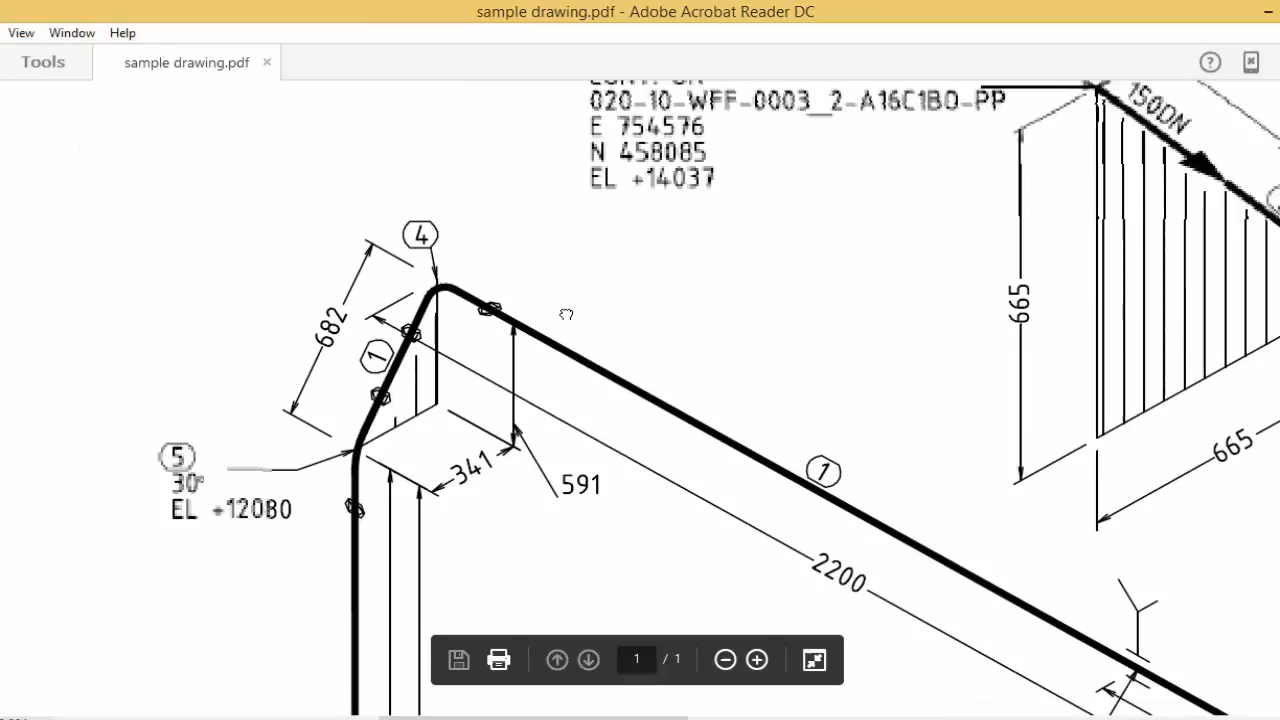 sample drawing.pdf - Adobe Acrobat Reader DC
View Window Help
Tools
sample drawing.pdf ×
020-10-WFF-0003__2-A16C1BO-PP
E 754576
N 458085
EL +14037
150DN
4
682
1
665
5
30°
EL +12080
341
591
1
665
2200
1 / 1